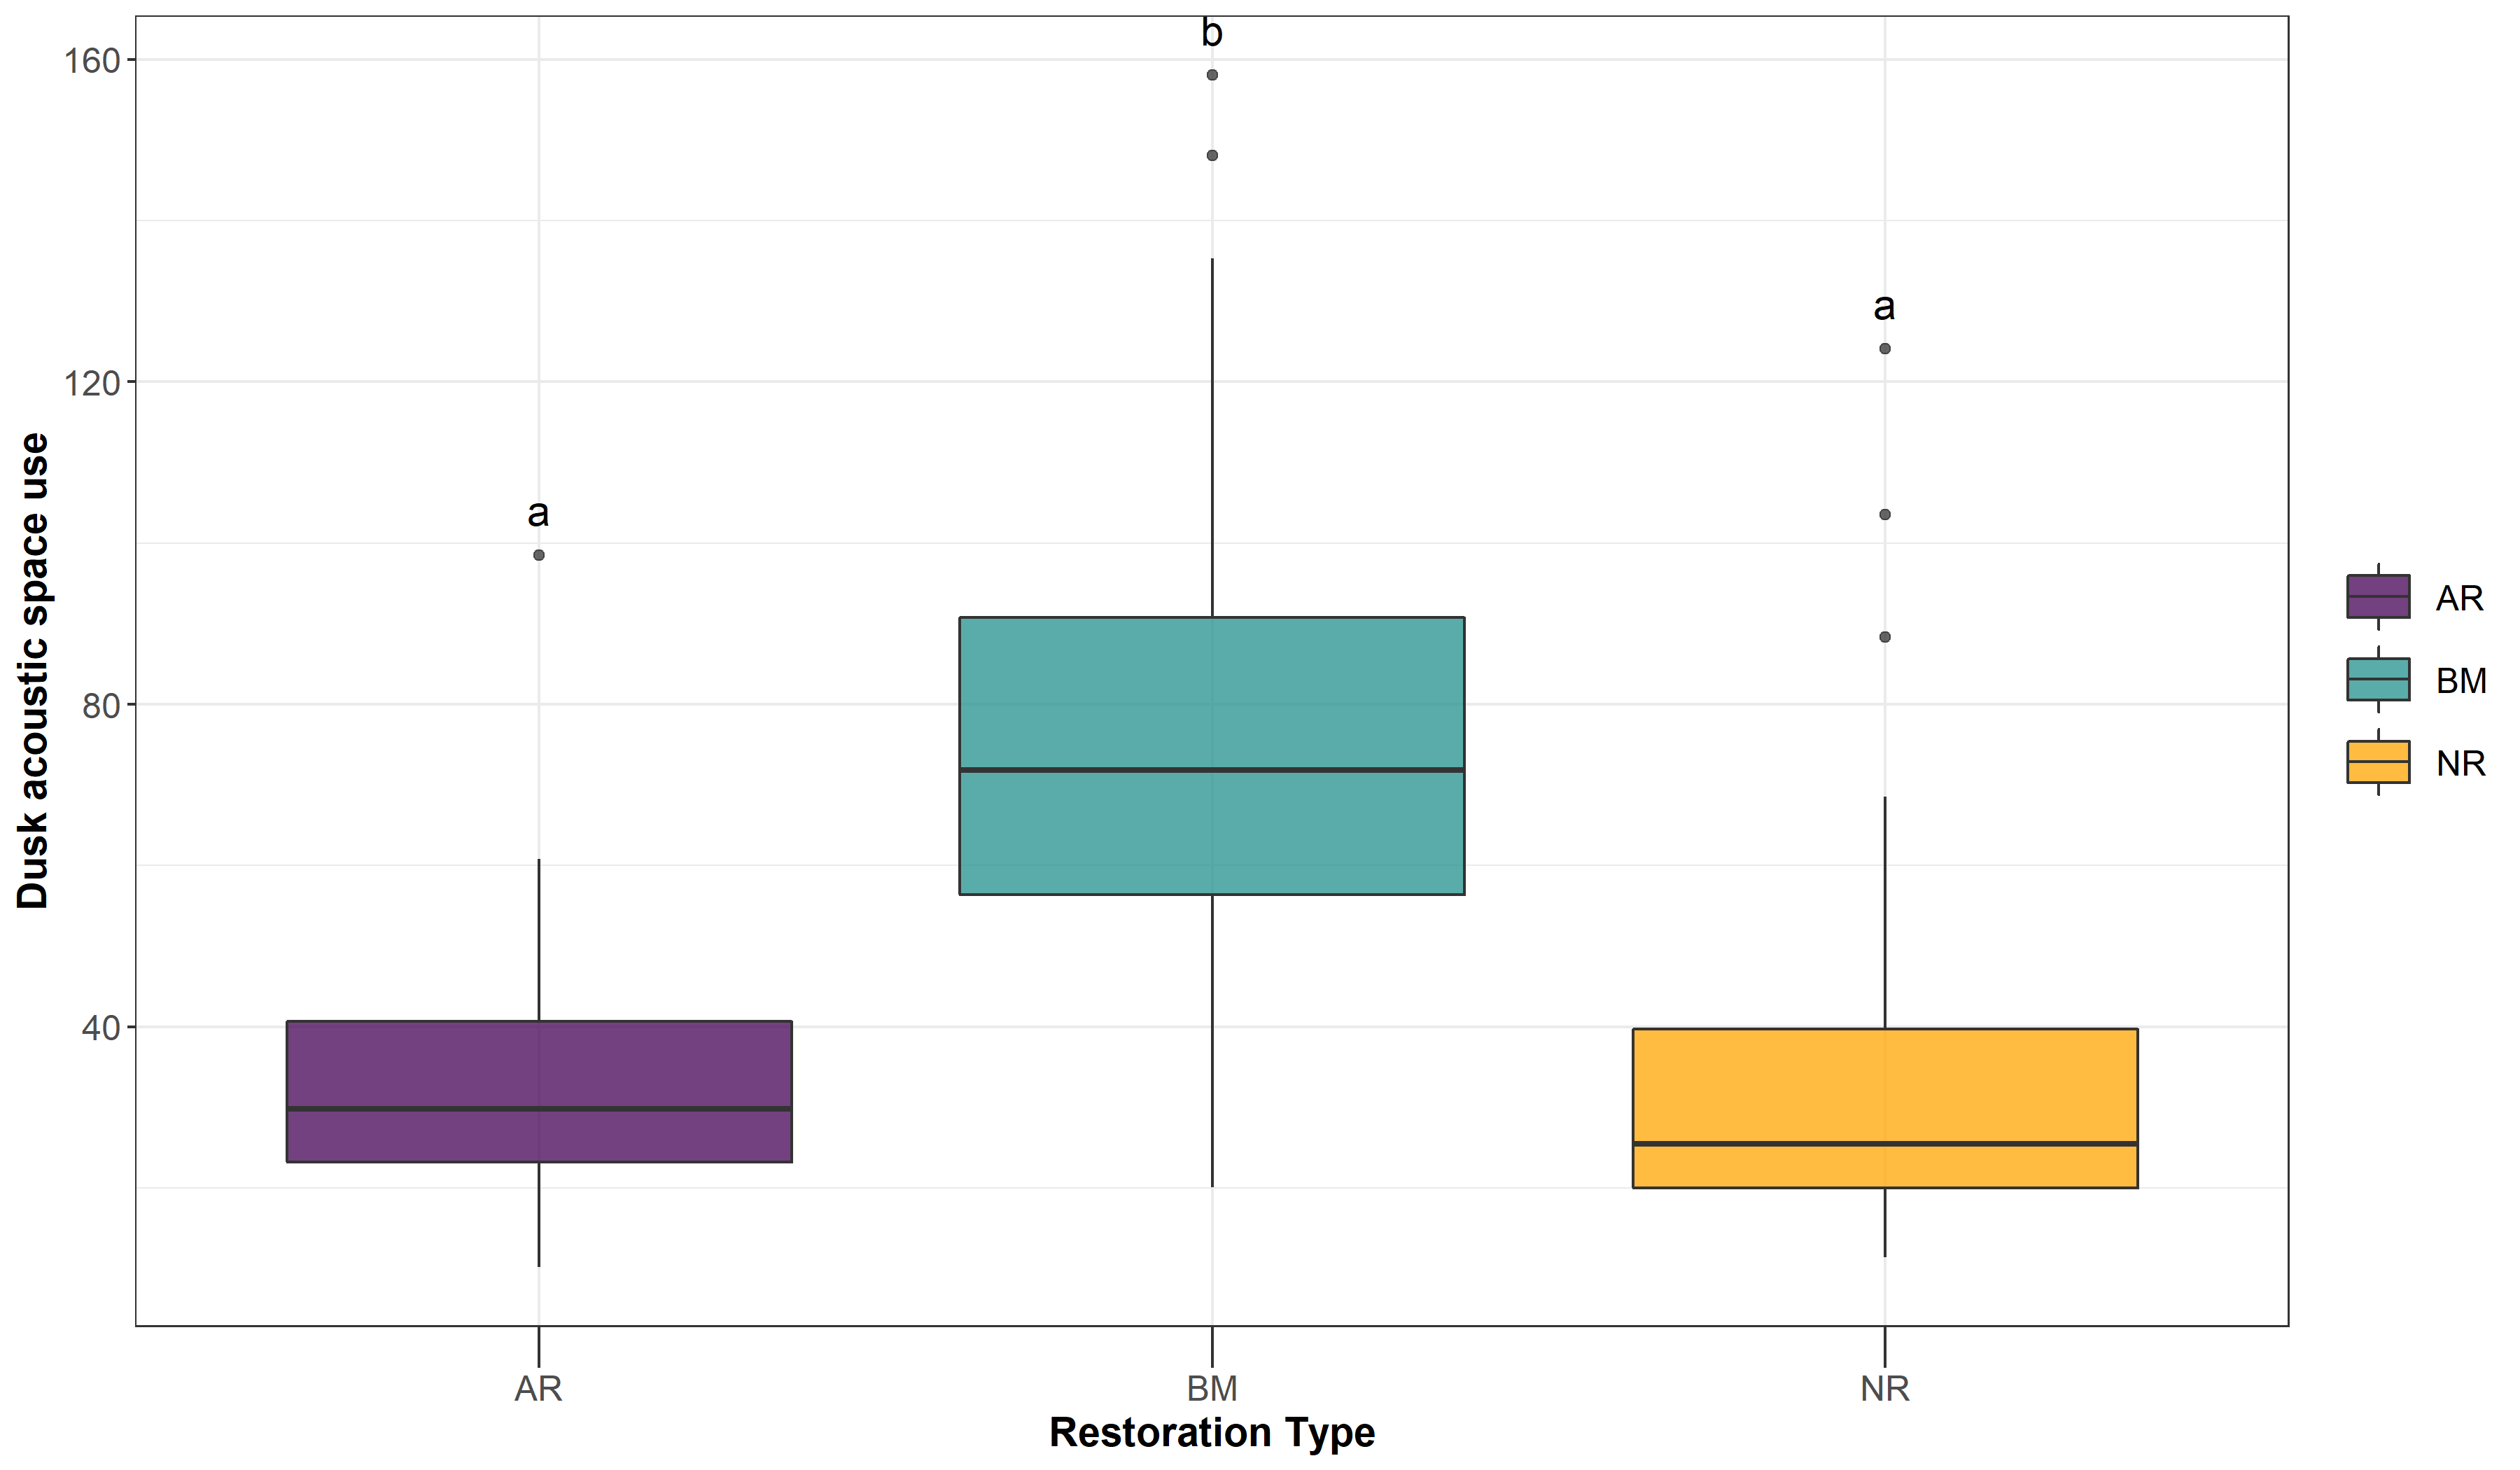 Dusk acoustic space use
160
120
80
40
a
b
a
AR
BM
NR
Restoration Type
AR
BM
NR